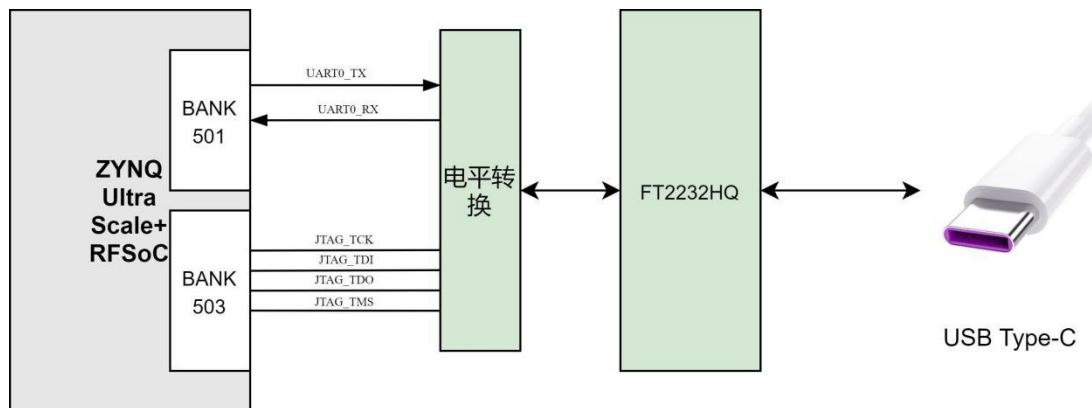 ZYNQ
Ultra
Scale+
RFSoC
BANK
501
BANK
503
UART0_TX
UART0_RX
JTAG_TCK
JTAG_TDI
JTAG_TDO
JTAG_TMS
电平转
换
FT2232HQ
USB Type-C